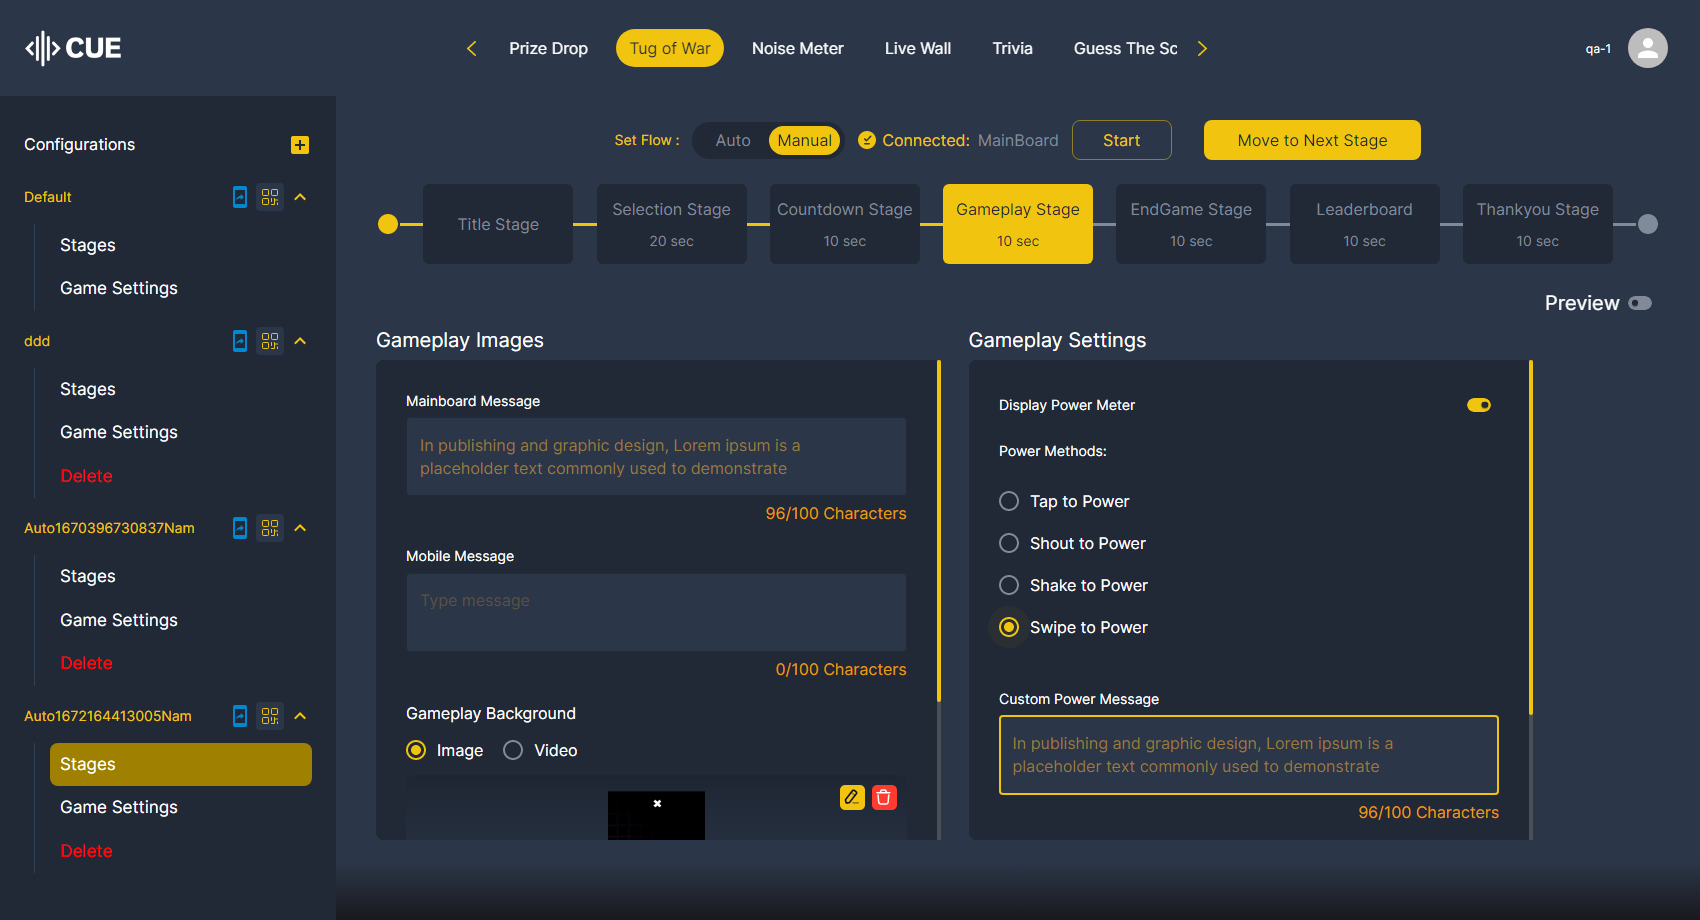 CUE
Prize Drop
Tug of War
Noise Meter
Live Wall
Trivia
Guess The Sc
qa-1
Configurations
Default
Stages
Game Settings
ddd
Stages
Game Settings
Delete
Auto1670396730837Nam
Stages
Game Settings
Delete
Auto1672164413005Nam
Stages
Game Settings
Delete
Set Flow :
Auto
Manual
Connected: MainBoard
Start
Move to Next Stage
Title Stage
Selection Stage
20 sec
Countdown Stage
10 sec
Gameplay Stage
10 sec
EndGame Stage
10 sec
Leaderboard
10 sec
Thankyou Stage
10 sec
Preview
Gameplay Images
Mainboard Message
In publishing and graphic design, Lorem ipsum is a
placeholder text commonly used to demonstrate
96/100 Characters
Mobile Message
Type message
0/100 Characters
Gameplay Background
Image
Video
Gameplay Settings
Display Power Meter
Power Methods:
Tap to Power
Shout to Power
Shake to Power
Swipe to Power
Custom Power Message
In publishing and graphic design, Lorem ipsum is a
placeholder text commonly used to demonstrate
96/100 Characters